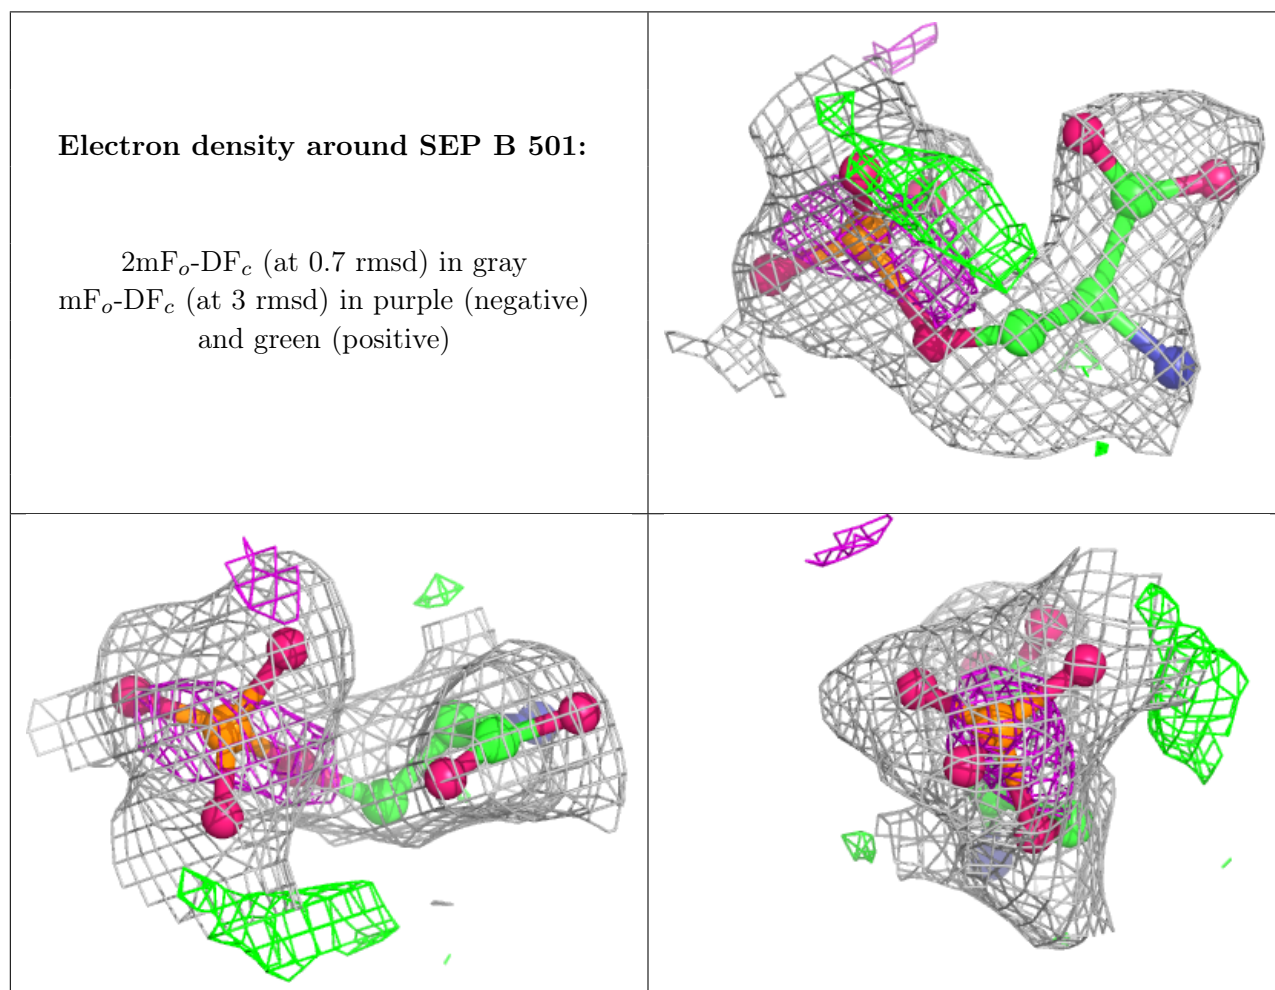 Electron density around SEP B 501:
2mFo-DFc (at 0.7 rmsd) in gray
mFo-DFc (at 3 rmsd) in purple (negative)
and green (positive)